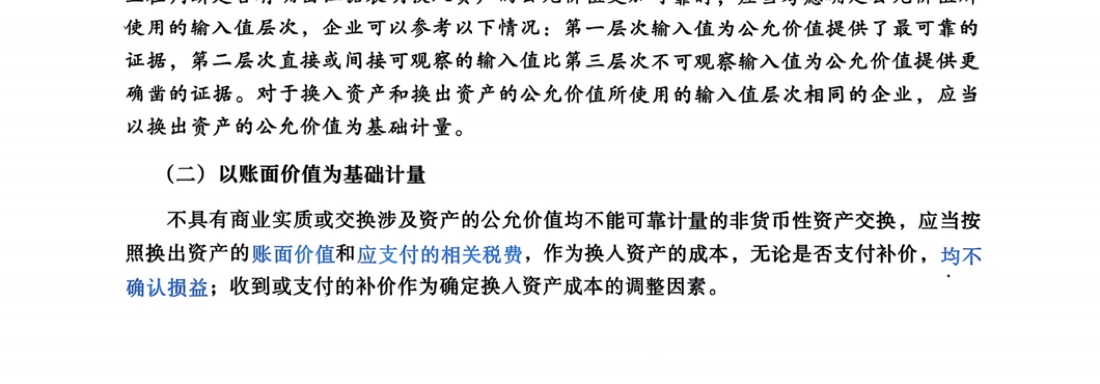 使用的输入值层次，企业可以参考以下情况：第一层次输入值为公允价值提供了最可靠的
证据，第二层次直接或间接可观察的输入值比第三层次不可观察输入值为公允价值提供更
确凿的证据。对于换入资产和换出资产的公允价值所使用的输入值层次相同的企业，应当
以换出资产的公允价值为基础计量。
（二）以账面价值为基础计量
不具有商业实质或交换涉及资产的公允价值均不能可靠计量的非货币性资产交换，应当按
照换出资产的账面价值和应支付的相关税费，作为换入资产的成本，无论是否支付补价，均不
确认损益；收到或支付的补价作为确定换入资产成本的调整因素。